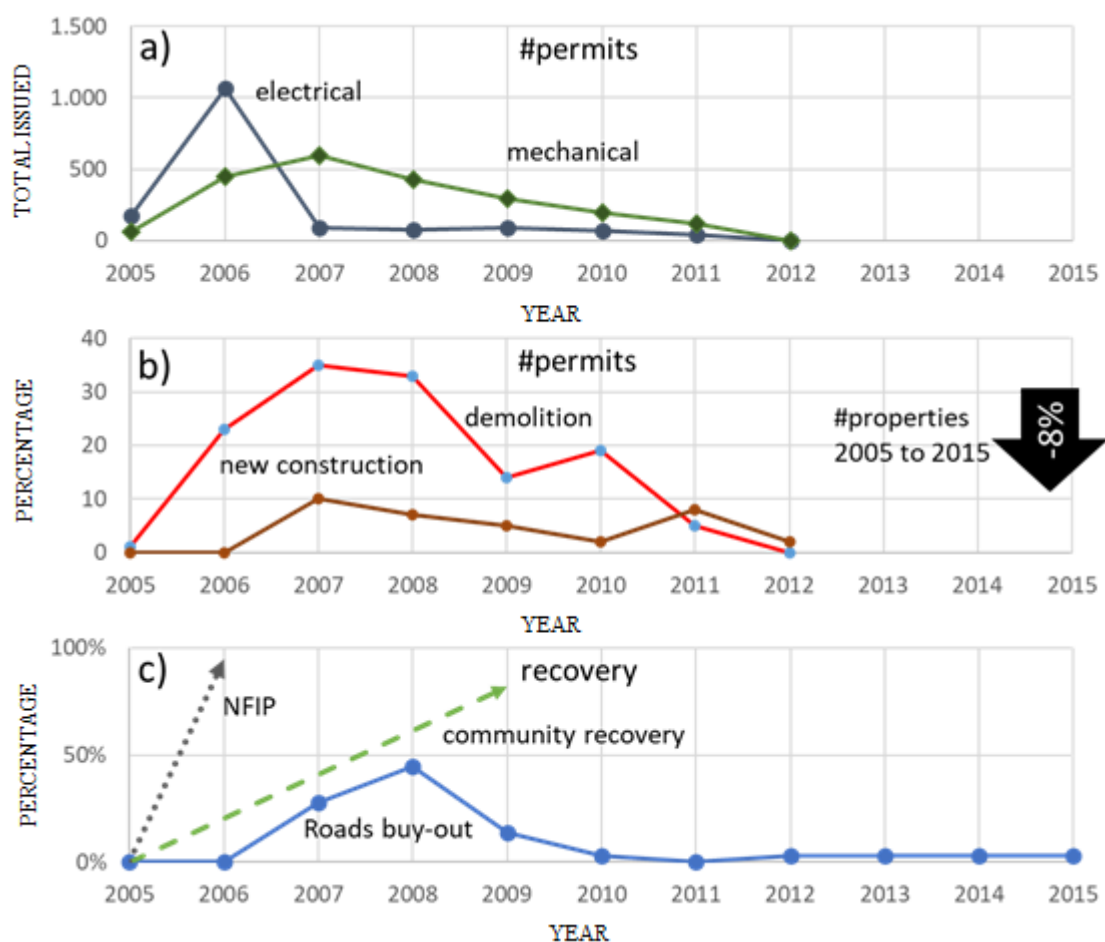 1.500
a)
#permits
electrical
1.000
mechanical
500
0
TOTAL ISSUED
2005 2006 2007 2008 2009 2010 2011 2012 2013 2014 2015
YEAR
40
b)
#permits
30
demolition
#properties
2005 to 2015
-8%
20
new construction
10
0
PERCENTAGE
2005 2006 2007 2008 2009 2010 2011 2012 2013 2014 2015
YEAR
100%
c)
recovery
NFIP
community recovery
50%
Roads buy-out
0%
PERCENTAGE
2005 2006 2007 2008 2009 2010 2011 2012 2013 2014 2015
YEAR